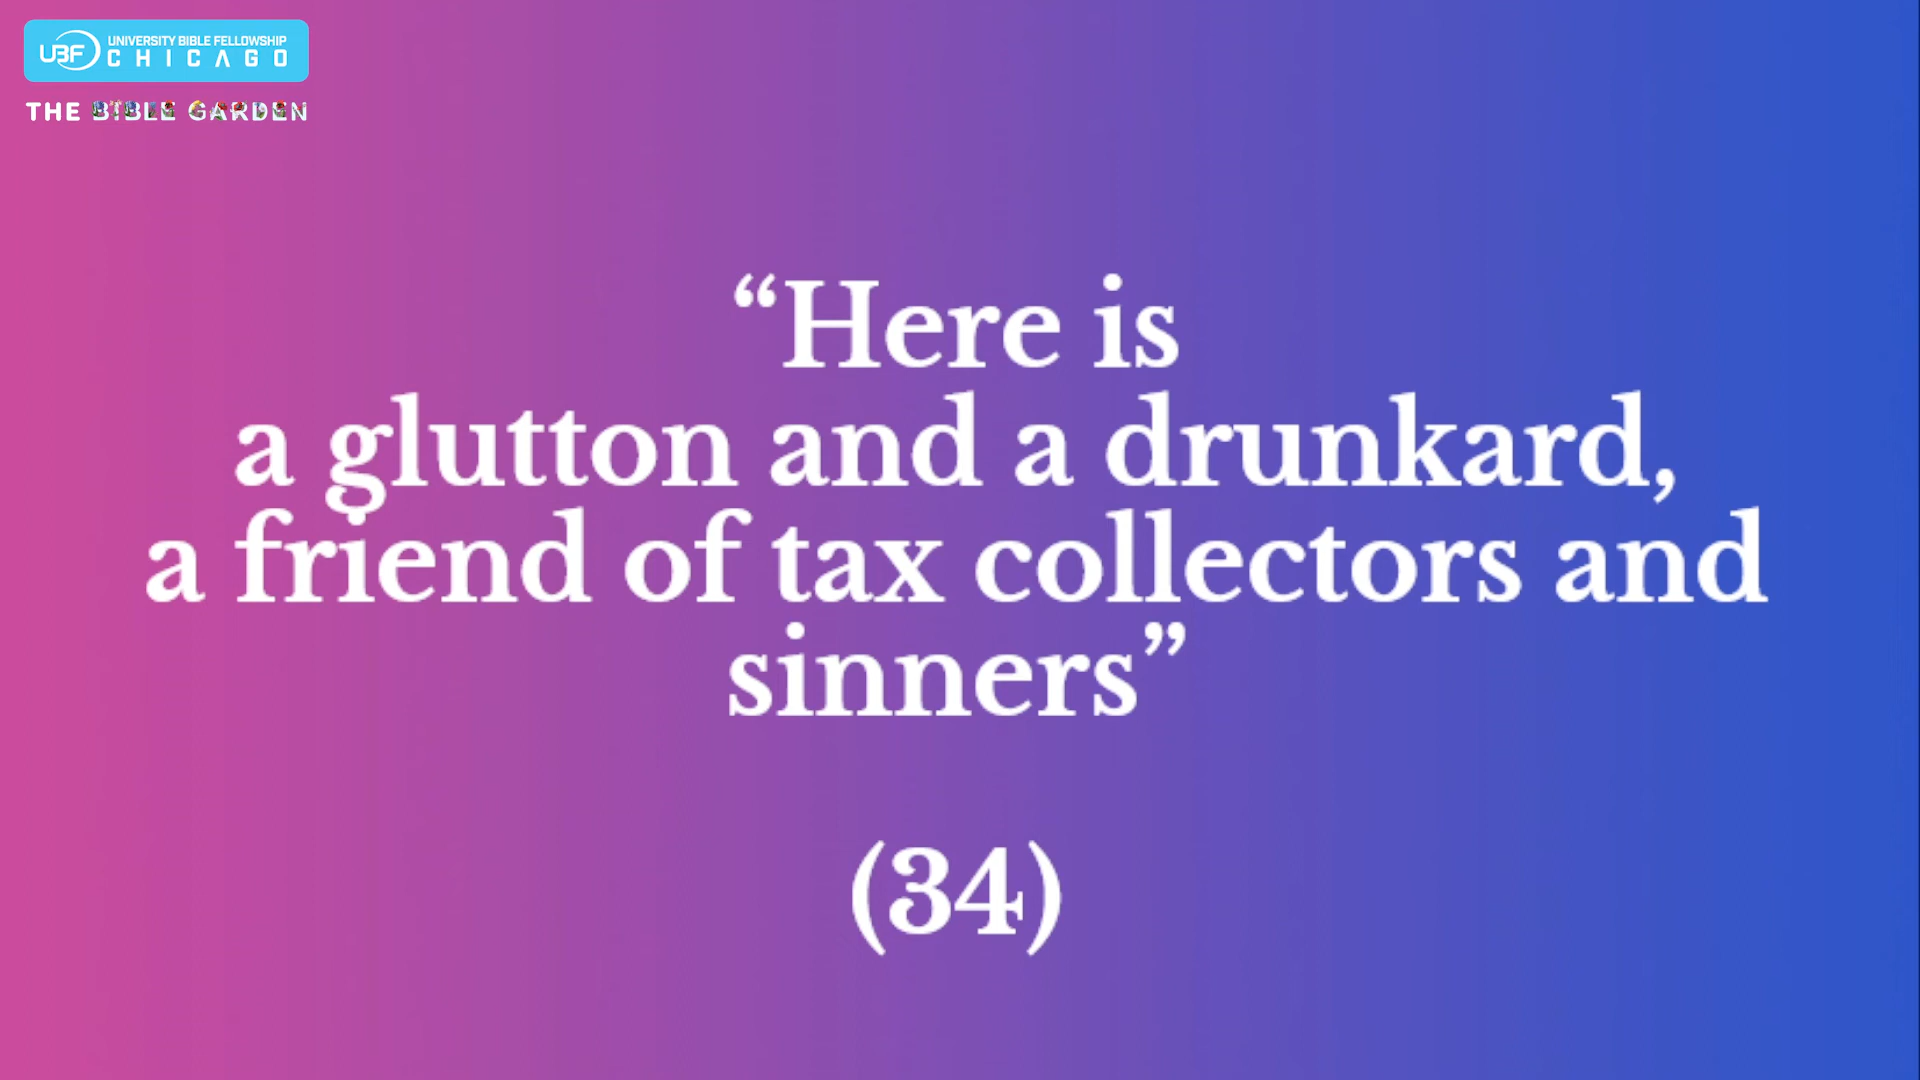 UBF
UNIVERSITY BIBLE FELLOWSHIP
CHICAGO
THE BIBLE GARDEN
“Here is
a glutton and a drunkard,
a friend of tax collectors and
sinners”
(34)